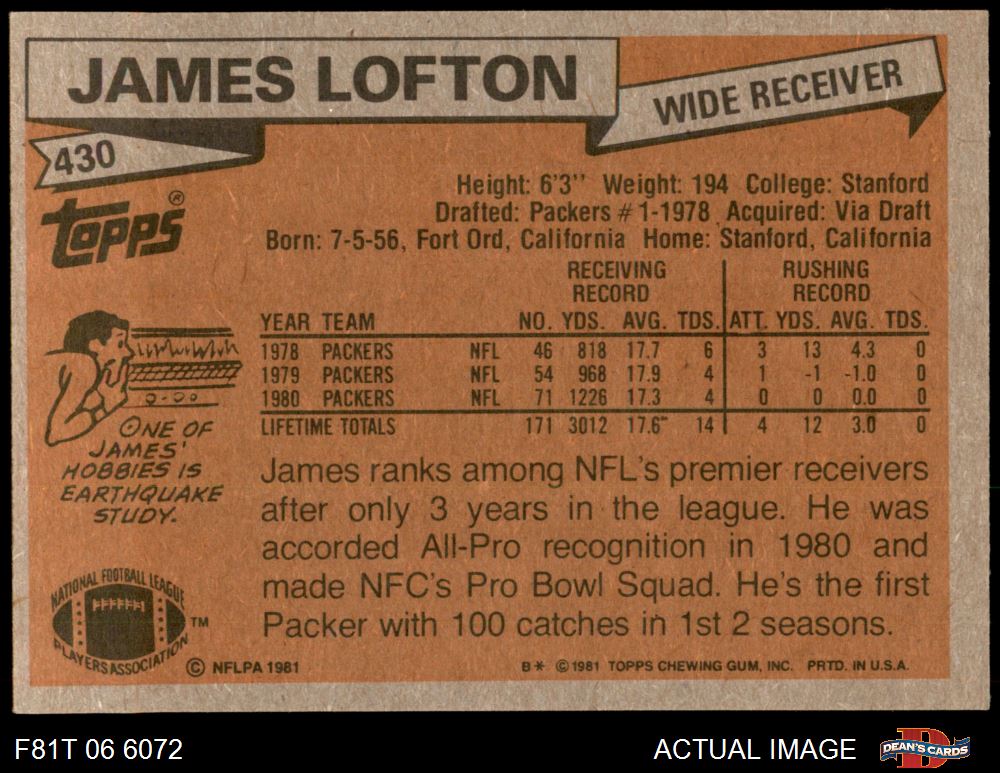 JAMES LOFTON
WIDE RECEIVER
430
Topps®
Height: 6'3'' Weight: 194 College: Stanford
Drafted: Packers #1-1978 Acquired: Via Draft
Born: 7-5-56, Fort Ord, California Home: Stanford, California
RECEIVING RECORD RUSHING RECORD
YEAR TEAM NO. YDS. AVG. TDS. ATT. YDS. AVG. TDS.
1978 PACKERS NFL 46 818 17.7 6 3 13 4.3 0
1979 PACKERS NFL 54 968 17.9 4 1 -1 -1.0 0
1980 PACKERS NFL 71 1226 17.3 4 0 0 0.0 0
LIFETIME TOTALS 171 3012 17.6 14 4 12 3.0 0
ONE OF
JAMES'
HOBBIES IS
EARTHQUAKE
STUDY.
James ranks among NFL's premier receivers
after only 3 years in the league. He was
accorded All-Pro recognition in 1980 and
made NFC's Pro Bowl Squad. He's the first
Packer with 100 catches in 1st 2 seasons.
NATIONAL FOOTBALL LEAGUE
PLAYERS ASSOCIATION
TM
© NFLPA 1981
B* © 1981 TOPPS CHEWING GUM, INC. PRTD. IN U.S.A.
F81T 06 6072
ACTUAL IMAGE
DEAN'S CARDS